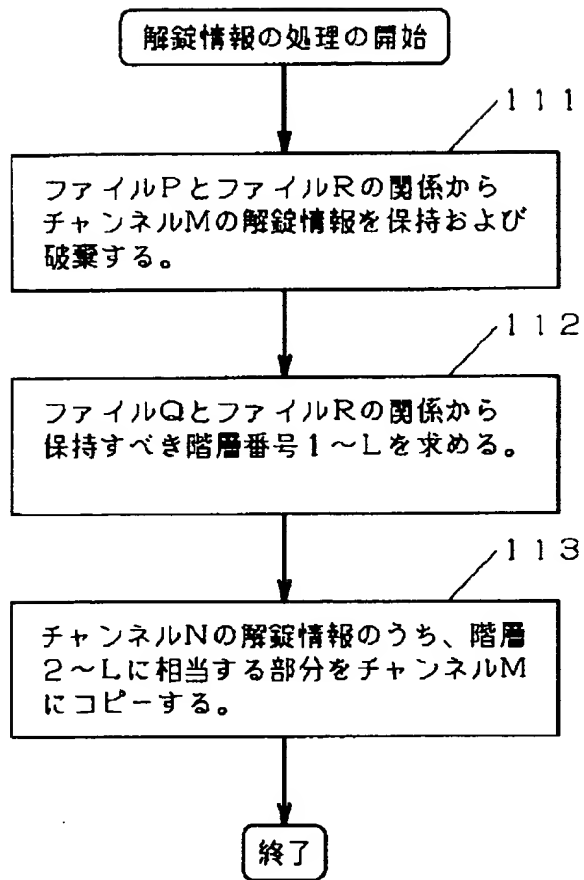 解錠情報の処理の開始
111
ファイルPとファイルRの関係から
チャンネルMの解錠情報を保持および
破棄する。
112
ファイルQとファイルRの関係から
保持すべき階層番号1～Lを求める。
113
チャンネルNの解錠情報のうち、階層
2～Lに相当する部分をチャンネルM
にコピーする。
終了